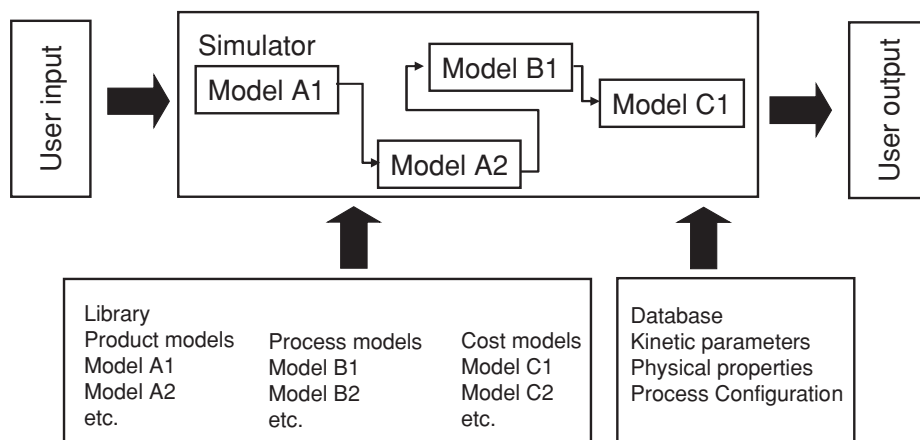 User input
Simulator
Model A1
Model A2
Model B1
Model C1
User output
Library
Product models
Model A1
Model A2
etc.
Process models
Model B1
Model B2
etc.
Cost models
Model C1
Model C2
etc.
Database
Kinetic parameters
Physical properties
Process Configuration